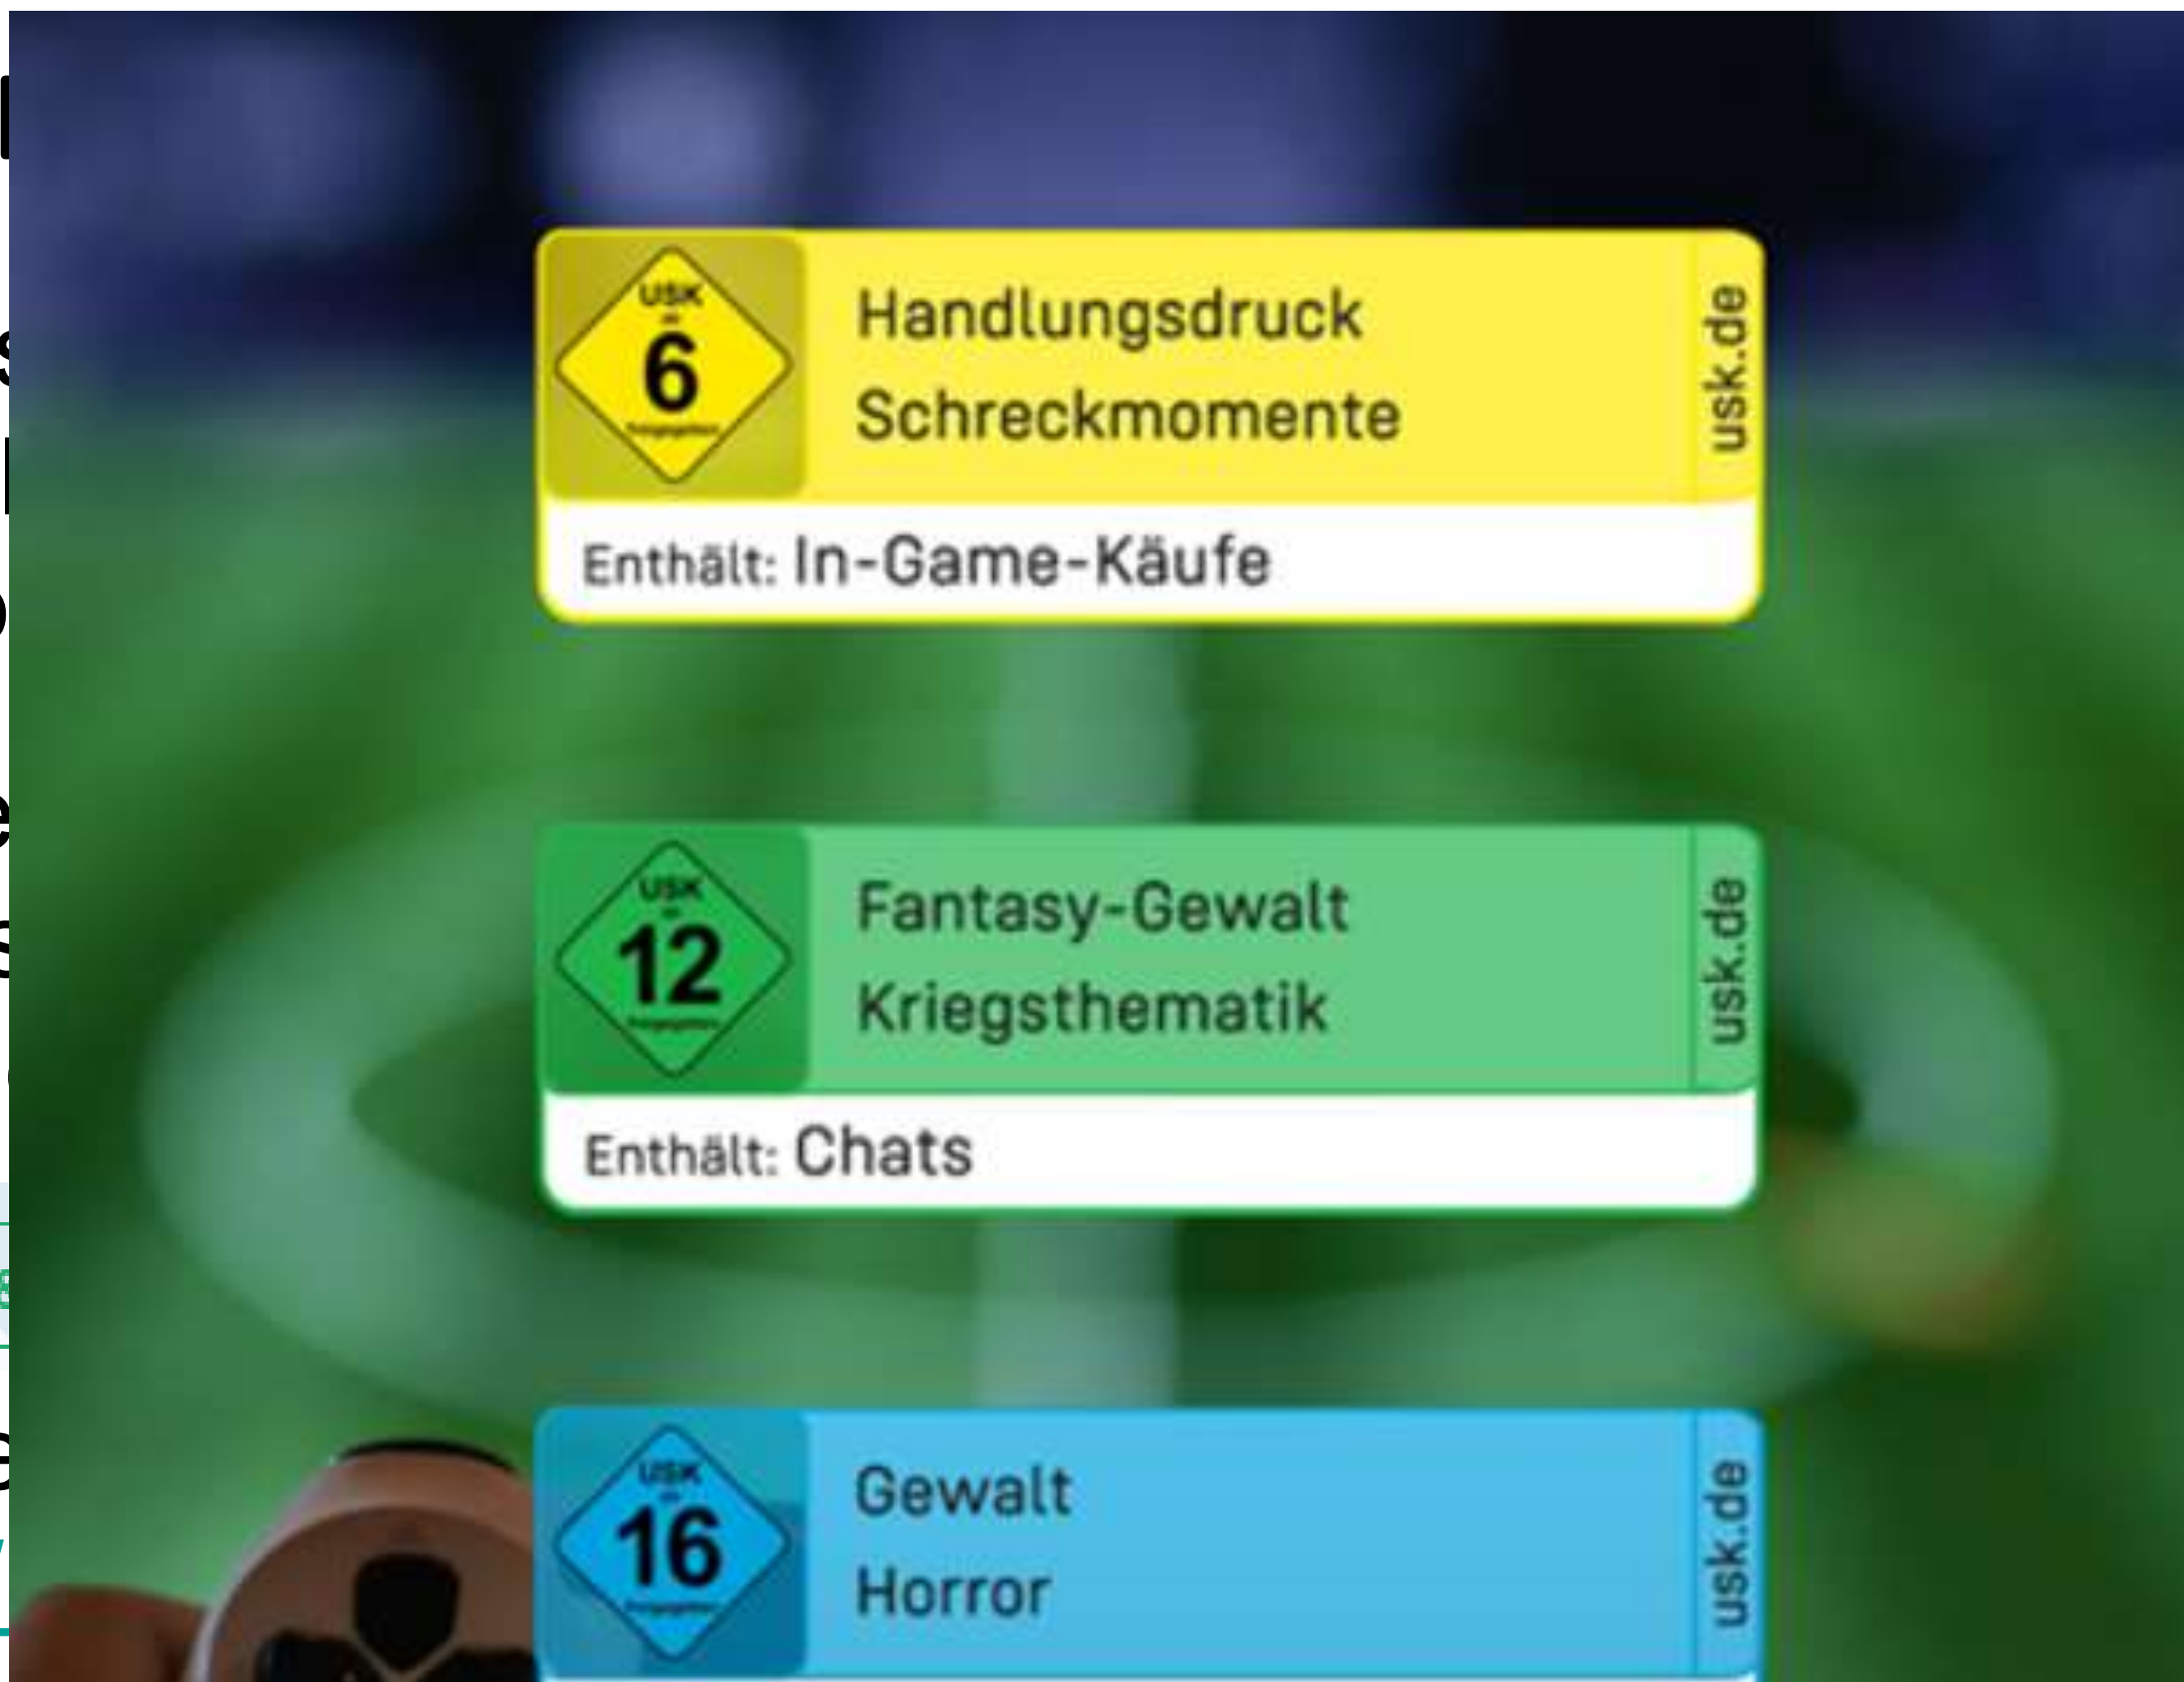 USK
6
Handlungsdruck
Schreckmomente
usk.de
Enthält: In-Game-Käufe
USK
12
Fantasy-Gewalt
Kriegsthematik
usk.de
Enthält: Chats
USK
16
Gewalt
Horror
usk.de